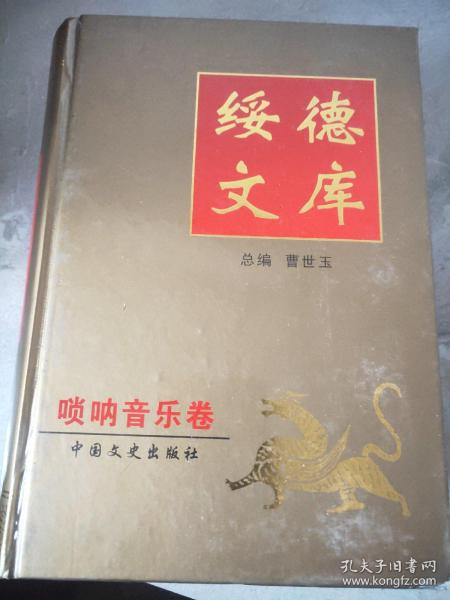 绥德
文库
总编 曹世玉
唢呐音乐卷
中国文史出版社
孔夫子旧书网
www.kongfz.com